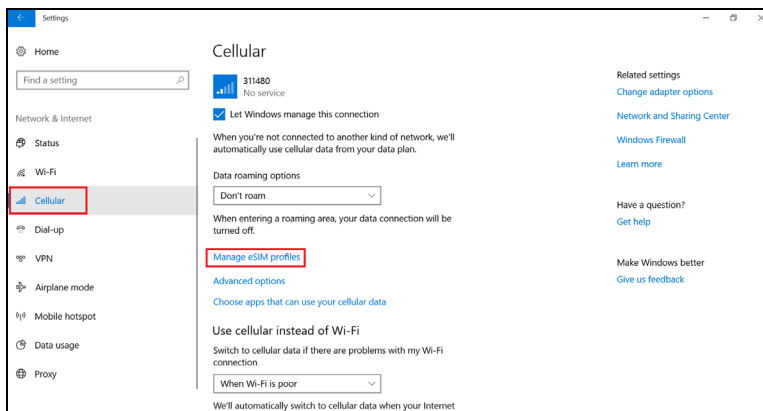 Settings
Home
Find a setting
Network & Internet
Status
Wi-Fi
Cellular
Dial-up
VPN
Airplane mode
Mobile hotspot
Data usage
Proxy
Cellular
311480
No service
Let Windows manage this connection
When you're not connected to another kind of network, we'll
automatically use cellular data from your data plan.
Data roaming options
Don't roam
When entering a roaming area, your data connection will be
turned off.
Manage eSIM profiles
Advanced options
Choose apps that can use your cellular data
Use cellular instead of Wi-Fi
Switch to cellular data if there are problems with my Wi-Fi
connection
When Wi-Fi is poor
We'll automatically switch to cellular data when your Internet
Related settings
Change adapter options
Network and Sharing Center
Windows Firewall
Learn more
Have a question?
Get help
Make Windows better
Give us feedback